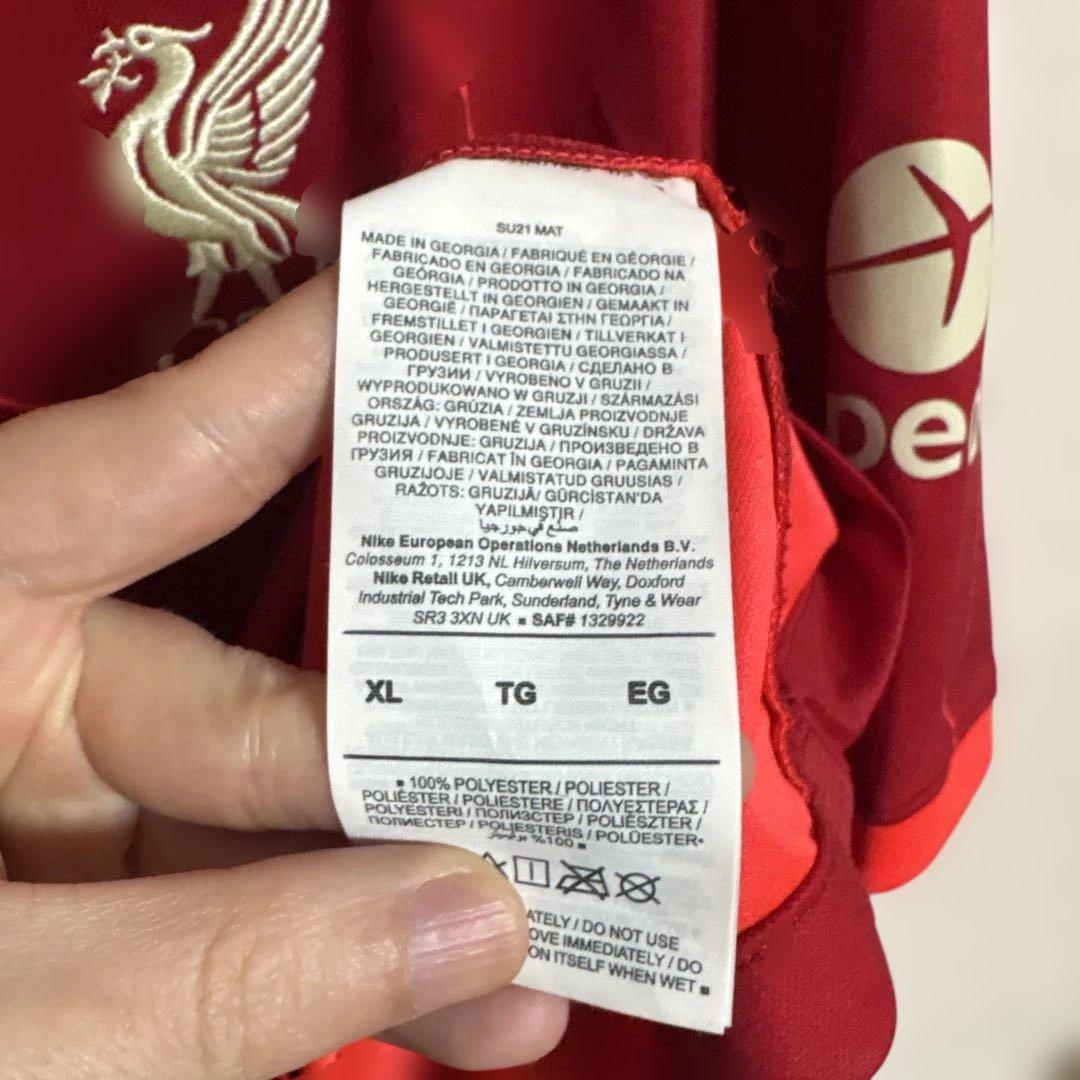 SU21 MAT
MADE IN GEORGIA / FABRIQUÉ EN GÉORGIE /
FABRICADO EN GEORGIA / FABRICADO NA
GEÓRGIA / PRODOTTO IN GEORGIA /
HERGESTELLT IN GEORGIEN / GEMAAKT IN
GEORGIË / ΠΑΡΑΓΕΤΑΙ ΣΤΗΝ ΓΕΩΡΓΙΑ /
FREMSTILLET I GEORGIEN / TILLVERKAT I
GEORGIEN / VALMISTETTU GEORGIASSA /
PRODUSERT I GEORGIA / СДЕЛАНО В
ГРУЗИИ / VYROBENO V GRUZII /
WYPRODUKOWANO W GRUZJI / SZÁRMAZÁSI
ORSZÁG: GRÚZIA / ZEMLJA PROIZVODNJE
GRUZIJA / VYROBENÉ V GRUZÍNSKU / DRŽAVA
PROIZVODNJE: GRUZIJA / ПРОИЗВЕДЕНО В
ГРУЗИЯ / FABRICAT ÎN GEORGIA / PAGAMINTA
GRUZIJOJE / VALMISTATUD GRUUSIAS /
RAŽOTS: GRUZIJĀ/ GÜRCİSTAN'DA
YAPILMIŞTIR /
صنع في جورجيا
Nike European Operations Netherlands B.V.
Colosseum 1, 1213 NL Hilversum, The Netherlands
Nike Retail UK, Camberwell Way, Doxford
Industrial Tech Park, Sunderland, Tyne & Wear
SR3 3XN UK ▪ SAF# 1329922
XL TG EG
▪ 100% POLYESTER / POLIESTER /
POLIÉSTER / POLIESTERE / ΠΟΛΥΕΣΤΕΡΑΣ /
POLYESTERI / ПОЛИЭСТЕР / POLIÉSZTER /
ПОЛИЕСТЕР / POLIESTERIS / POLÜESTER▪
%100 ▪
DO NOT USE
IMMEDIATELY / DO
ON ITSELF WHEN WET ▪